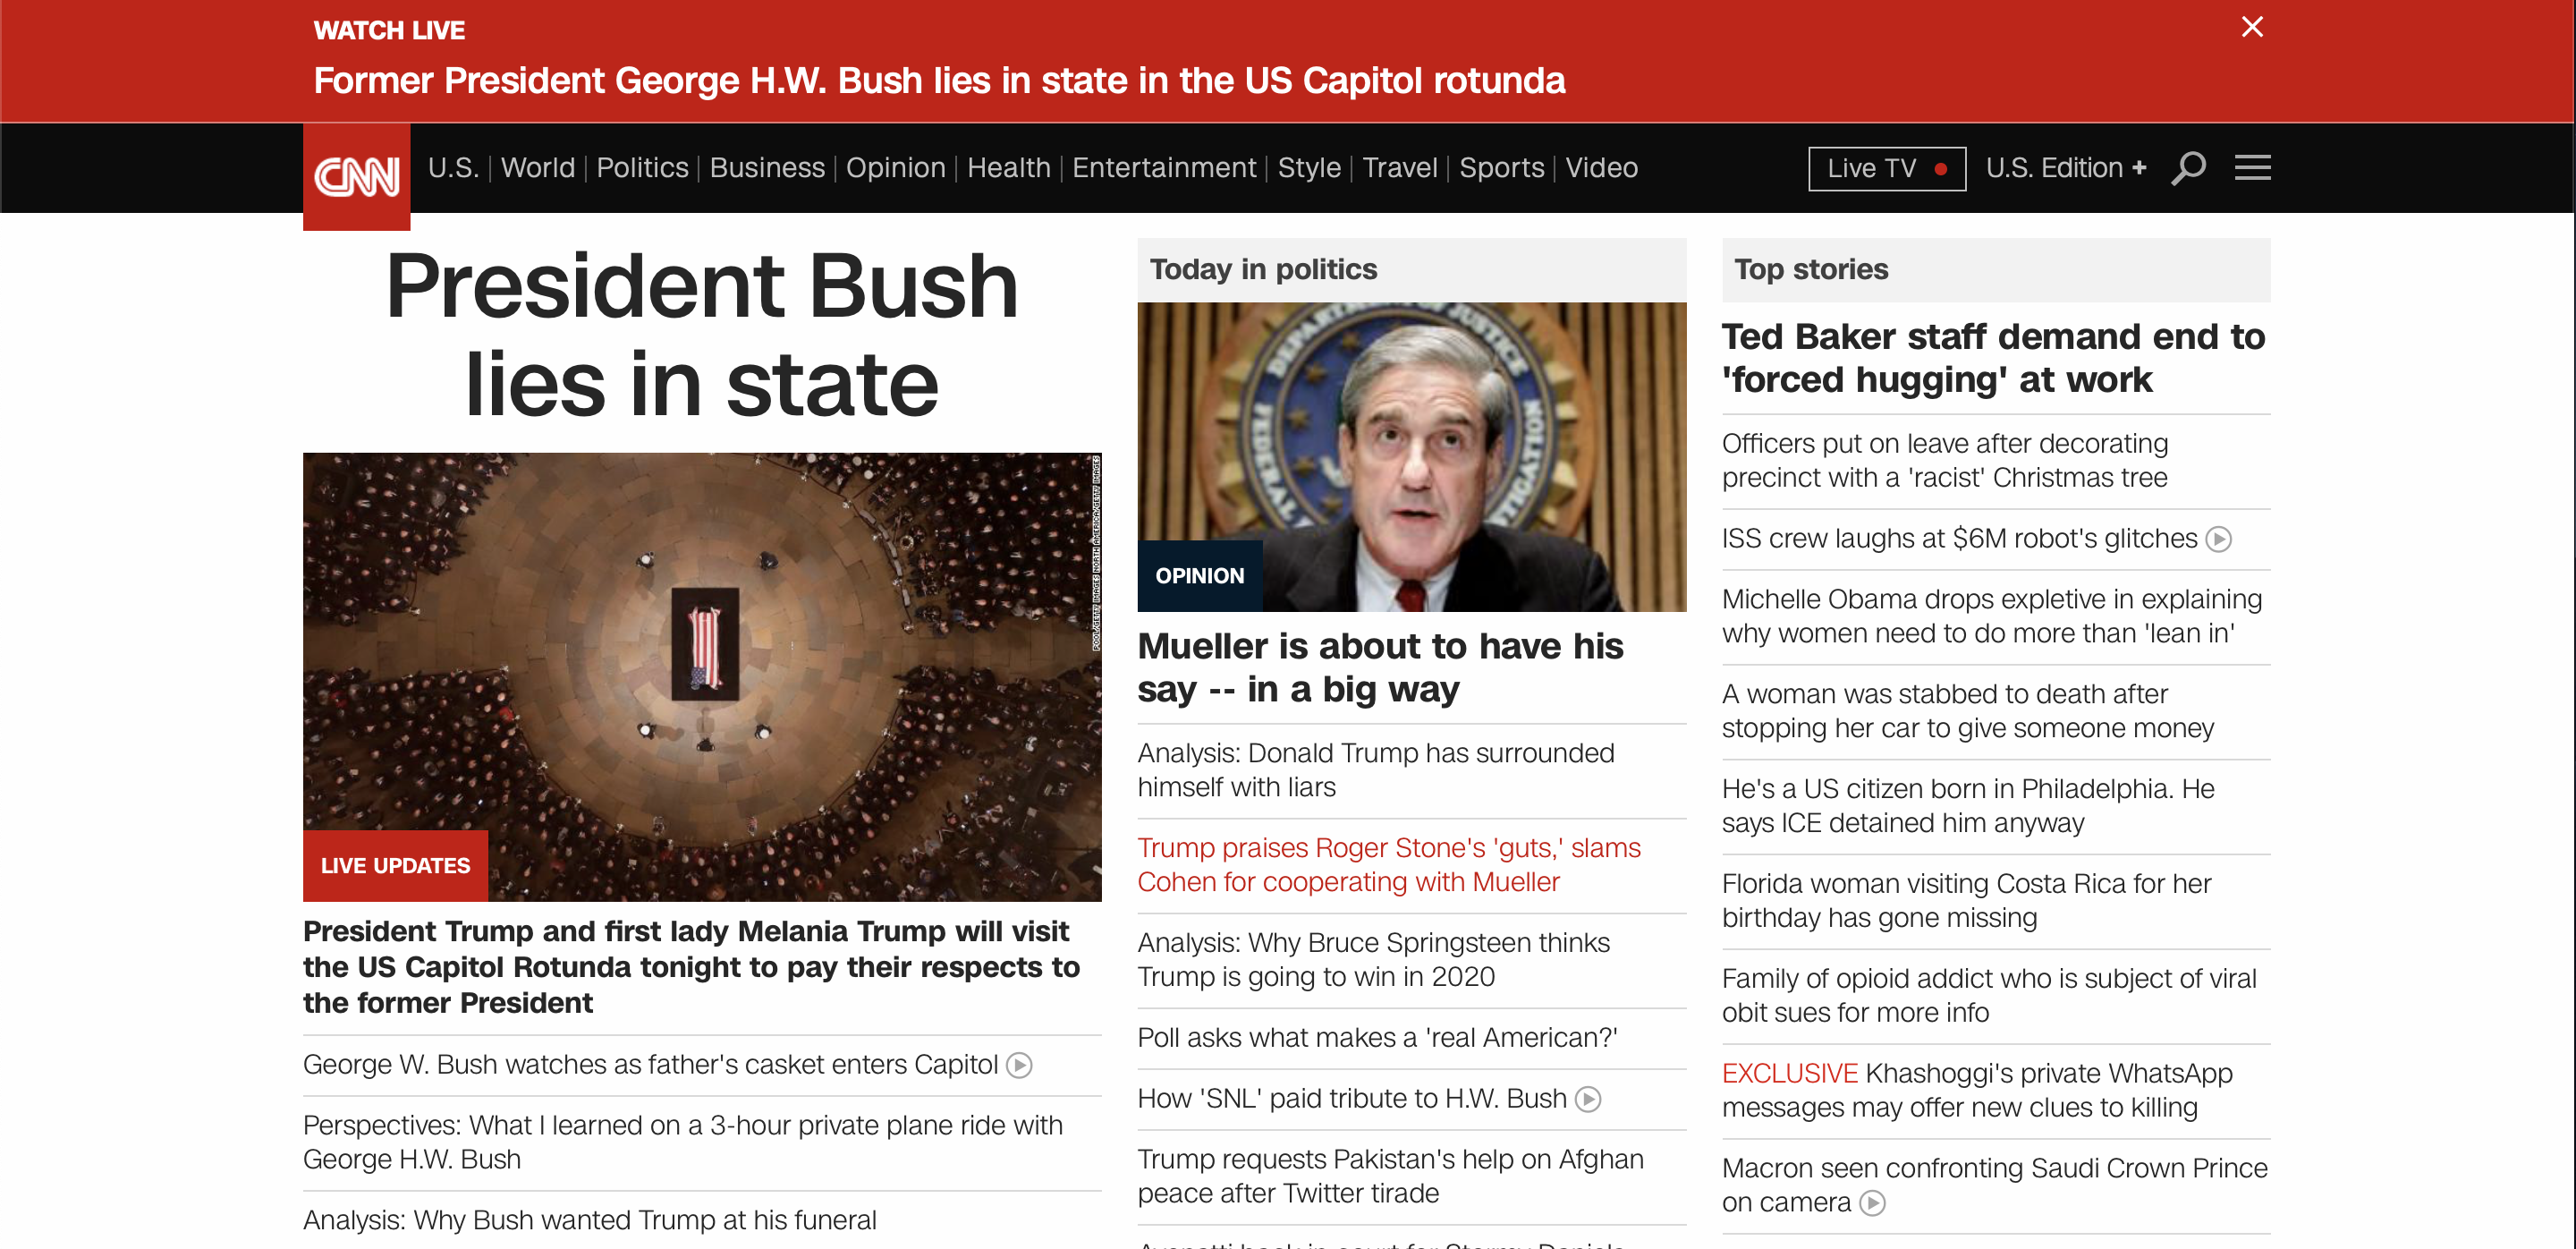 WATCH LIVE
Former President George H.W. Bush lies in state in the US Capitol rotunda
CNN
U.S. | World | Politics | Business | Opinion | Health | Entertainment | Style | Travel | Sports | Video
Live TV
U.S. Edition +
President Bush
lies in state
POOL/GETTY IMAGES NORTH AMERICA/GETTY IMAGES
LIVE UPDATES
President Trump and first lady Melania Trump will visit
the US Capitol Rotunda tonight to pay their respects to
the former President
George W. Bush watches as father's casket enters Capitol
Perspectives: What I learned on a 3-hour private plane ride with
George H.W. Bush
Analysis: Why Bush wanted Trump at his funeral
Today in politics
DEPARTMENT JUSTICE
FEDERAL
OPINION
Mueller is about to have his
say -- in a big way
Analysis: Donald Trump has surrounded
himself with liars
Trump praises Roger Stone's 'guts,' slams
Cohen for cooperating with Mueller
Analysis: Why Bruce Springsteen thinks
Trump is going to win in 2020
Poll asks what makes a 'real American?'
How 'SNL' paid tribute to H.W. Bush
Trump requests Pakistan's help on Afghan
peace after Twitter tirade
Top stories
Ted Baker staff demand end to
'forced hugging' at work
Officers put on leave after decorating
precinct with a 'racist' Christmas tree
ISS crew laughs at $6M robot's glitches
Michelle Obama drops expletive in explaining
why women need to do more than 'lean in'
A woman was stabbed to death after
stopping her car to give someone money
He's a US citizen born in Philadelphia. He
says ICE detained him anyway
Florida woman visiting Costa Rica for her
birthday has gone missing
Family of opioid addict who is subject of viral
obit sues for more info
EXCLUSIVE Khashoggi's private WhatsApp
messages may offer new clues to killing
Macron seen confronting Saudi Crown Prince
on camera